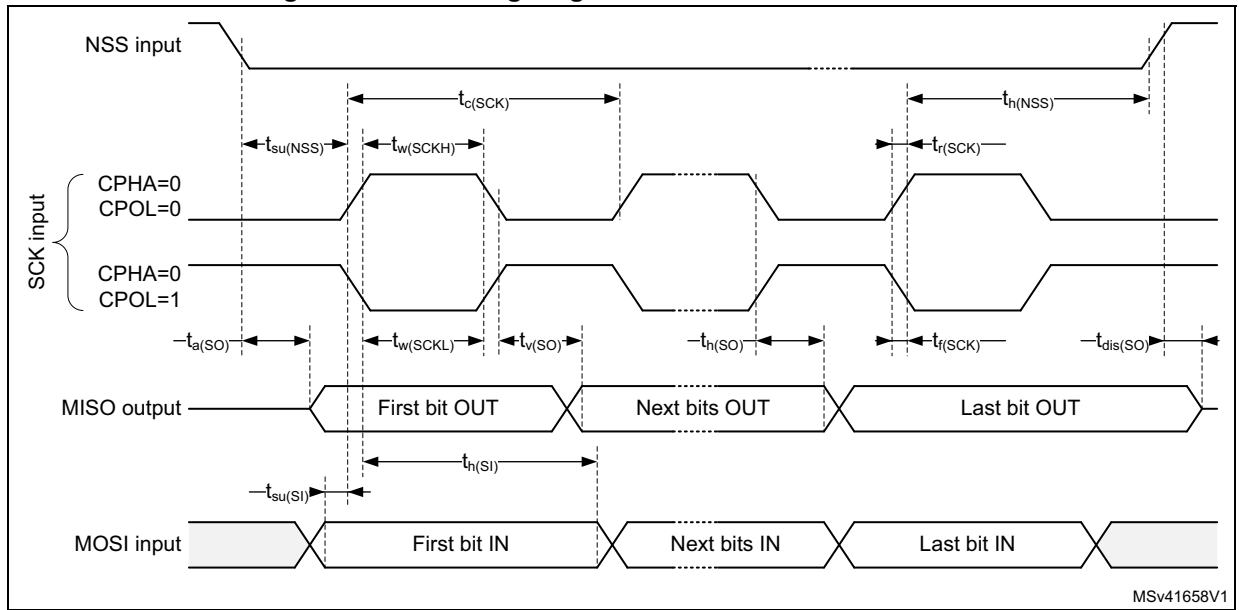 NSS input
tc(SCK)
th(NSS)
tsu(NSS)
tw(SCKH)
tr(SCK)
SCK input
CPHA=0
CPOL=0
CPHA=0
CPOL=1
ta(SO)
tw(SCKL)
tv(SO)
th(SO)
tf(SCK)
tdis(SO)
MISO output
First bit OUT
Next bits OUT
Last bit OUT
th(SI)
tsu(SI)
MOSI input
First bit IN
Next bits IN
Last bit IN
MSv41658V1